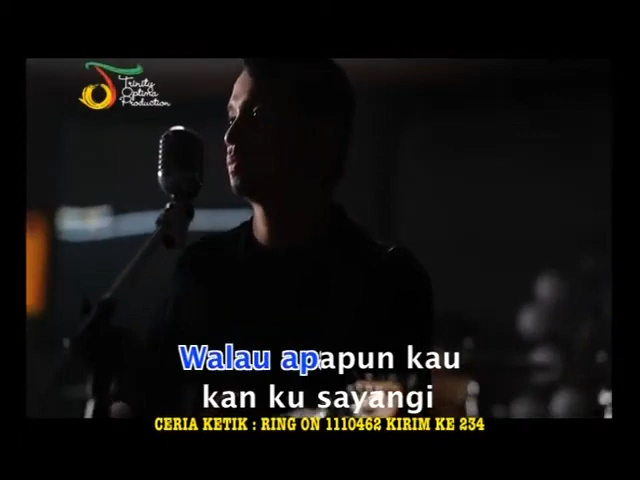 Trinity
Optima
Production
Walau apapun kau
kan ku sayangi
CERIA KETIK : RING ON 1110462 KIRIM KE 234